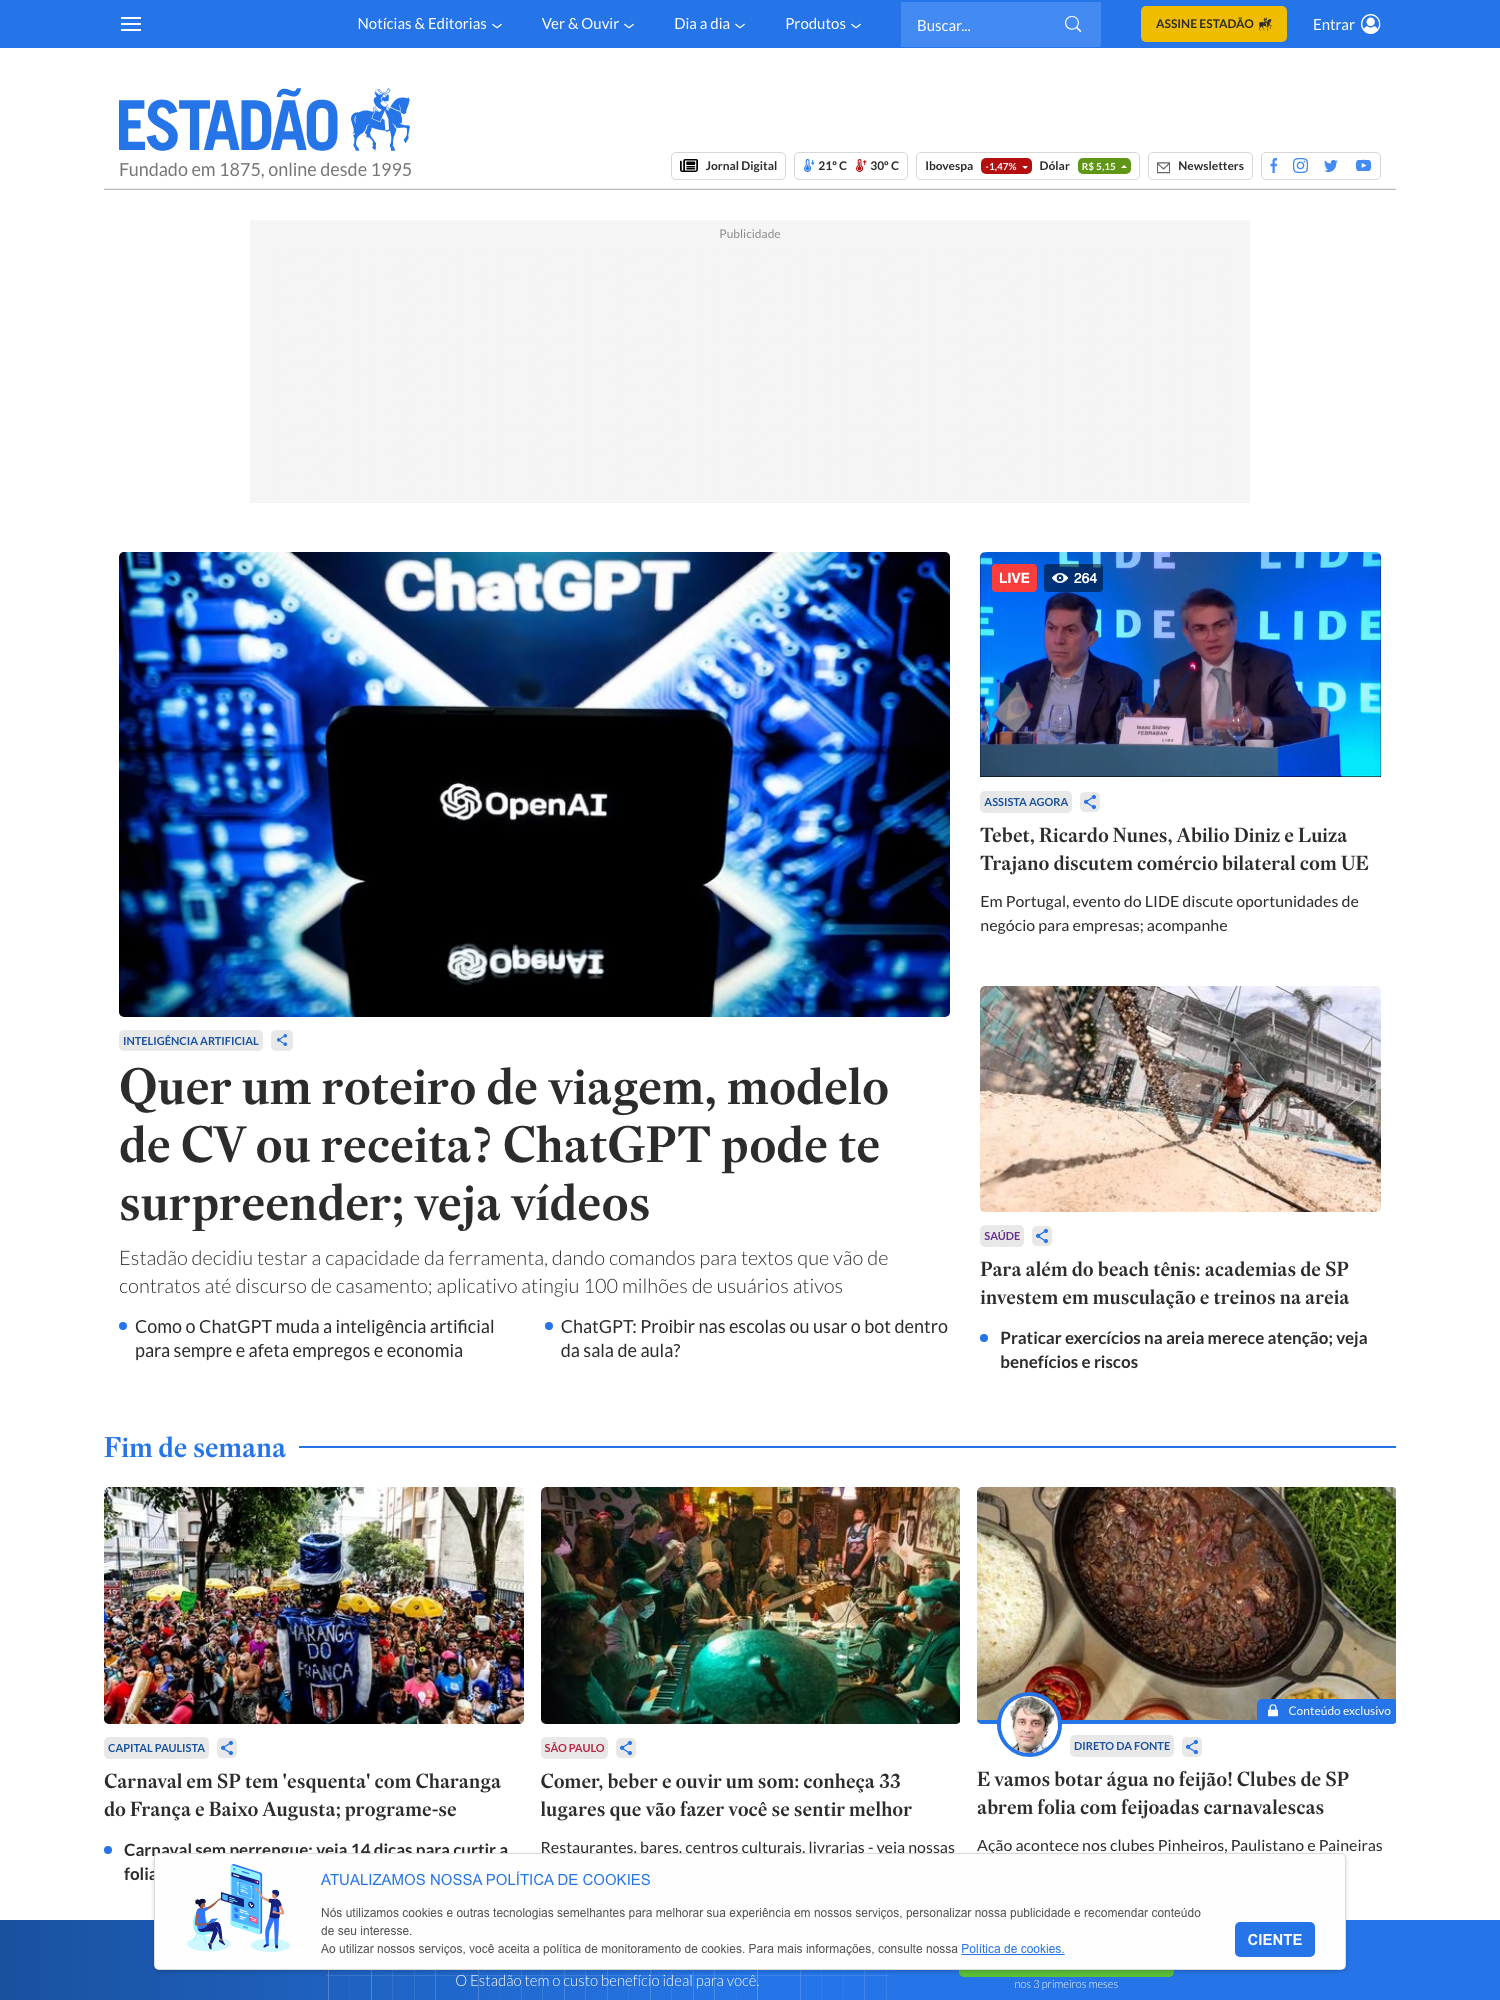 Notícias & Editorias
Ver & Ouvir
Dia a dia
Produtos
Buscar...
ASSINE ESTADÃO
Entrar
ESTADÃO
Fundado em 1875, online desde 1995
Jornal Digital
21º C 30º C
Ibovespa -1,47% Dólar R$ 5,15
Newsletters
Publicidade
ChatGPT
OpenAI
OpenAI
INTELIGÊNCIA ARTIFICIAL
Quer um roteiro de viagem, modelo
de CV ou receita? ChatGPT pode te
surpreender; veja vídeos
Estadão decidiu testar a capacidade da ferramenta, dando comandos para textos que vão de
contratos até discurso de casamento; aplicativo atingiu 100 milhões de usuários ativos
Como o ChatGPT muda a inteligência artificial
para sempre e afeta empregos e economia
ChatGPT: Proibir nas escolas ou usar o bot dentro
da sala de aula?
LIDE LIDE
LIVE 264
IDE LIDE
Isaac Sidney
FEBRABAN
LIDE
ASSISTA AGORA
Tebet, Ricardo Nunes, Abilio Diniz e Luiza
Trajano discutem comércio bilateral com UE
Em Portugal, evento do LIDE discute oportunidades de
negócio para empresas; acompanhe
SAÚDE
Para além do beach tênis: academias de SP
investem em musculação e treinos na areia
Praticar exercícios na areia merece atenção; veja
benefícios e riscos
Fim de semana
CHARANGA
DO
FRANÇA
CAPITAL PAULISTA
Carnaval em SP tem 'esquenta' com Charanga
do França e Baixo Augusta; programe-se
Carnaval sem perrengue: veja 14 dicas para curtir a
folia
SÃO PAULO
Comer, beber e ouvir um som: conheça 33
lugares que vão fazer você se sentir melhor
Restaurantes, bares, centros culturais, livrarias - veja nossas
Conteúdo exclusivo
DIRETO DA FONTE
E vamos botar água no feijão! Clubes de SP
abrem folia com feijoadas carnavalescas
Ação acontece nos clubes Pinheiros, Paulistano e Paineiras
ATUALIZAMOS NOSSA POLÍTICA DE COOKIES
Nós utilizamos cookies e outras tecnologias semelhantes para melhorar sua experiência em nossos serviços, personalizar nossa publicidade e recomendar conteúdo
de seu interesse.
Ao utilizar nossos serviços, você aceita a política de monitoramento de cookies. Para mais informações, consulte nossa Política de cookies.
CIENTE
O Estadão tem o custo benefício ideal para você.
nos 3 primeiros meses